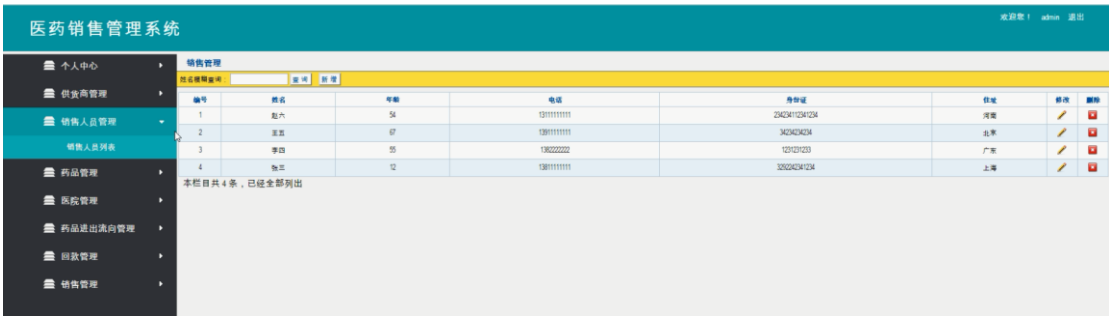 医药销售管理系统
欢迎您！ admin 退出
个人中心
供货商管理
销售人员管理
销售人员列表
药品管理
医院管理
药品进出流向管理
回款管理
销售管理
销售管理
姓名模糊查询： 查询 新增
编号 姓名 年龄 电话 身份证 住址 修改 删除
1 赵六 54 13111111111 234234112341234 河南
2 王五 67 13911111111 34234234234 北京
3 李四 55 1382222222 1231231233 广东
4 张三 12 13811111111 3292242341234 上海
本栏目共 4 条，已经全部列出